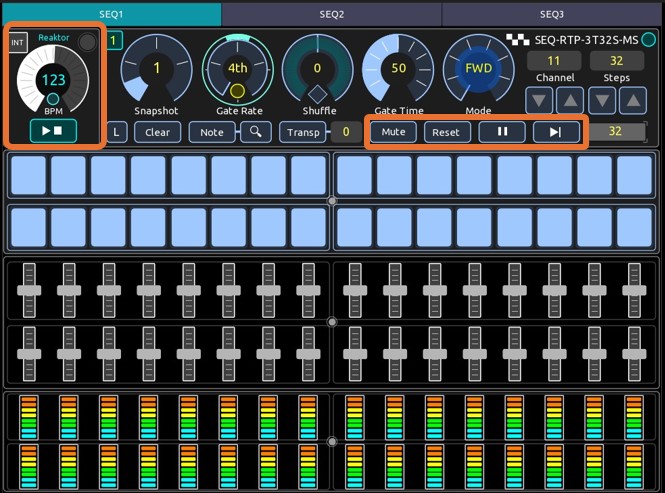 SEQ1
SEQ2
SEQ3
INT
Reaktor
123
BPM
1
1
Snapshot
4th
Gate Rate
0
Shuffle
50
Gate Time
FWD
Mode
SEQ-RTP-3T32S-MS
11
32
Channel
Steps
L
Clear
Note
Transp
0
Mute
Reset
32